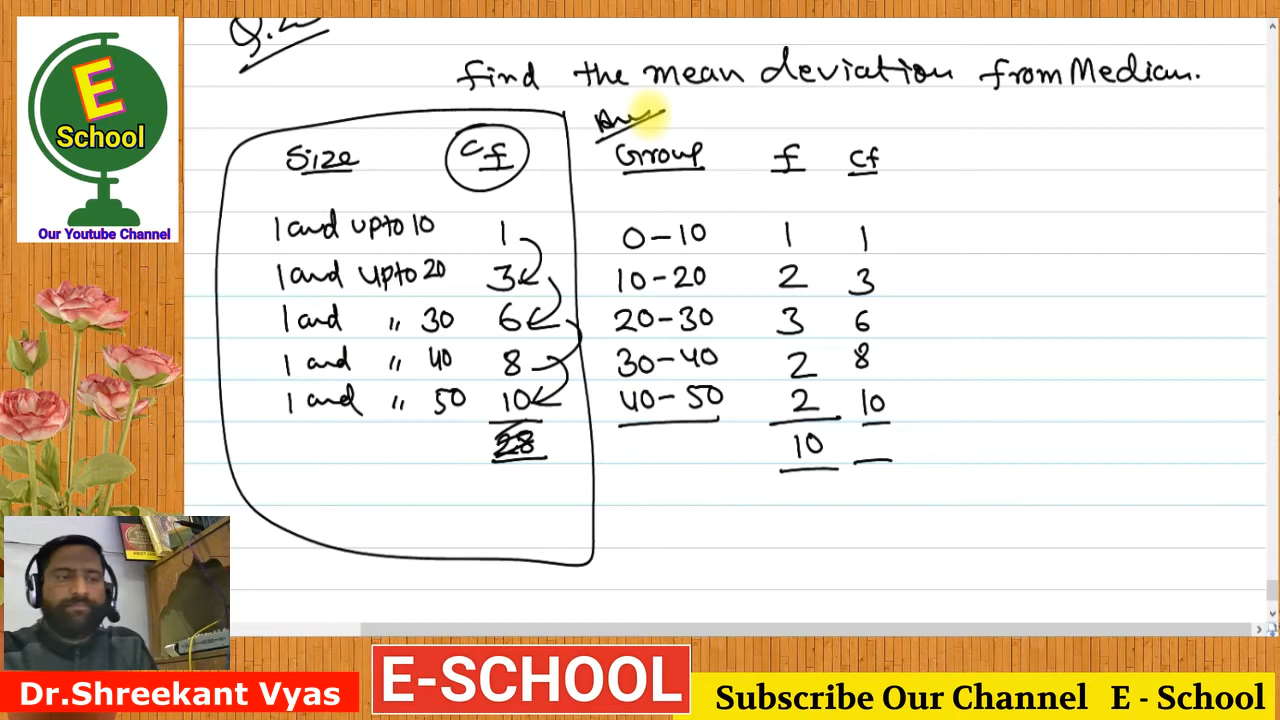 Q.2
E
School
Our Youtube Channel
find the mean deviation from Median.
Ans
Size cf
1 and upto 10 1
1 and upto 20 3
1 and " 30 6
1 and " 40 8
1 and " 50 10
28
Group f cf
0-10 1 1
10-20 2 3
20-30 3 6
30-40 2 8
40-50 2 10
10
Dr.Shreekant Vyas
E-SCHOOL
Subscribe Our Channel E - School